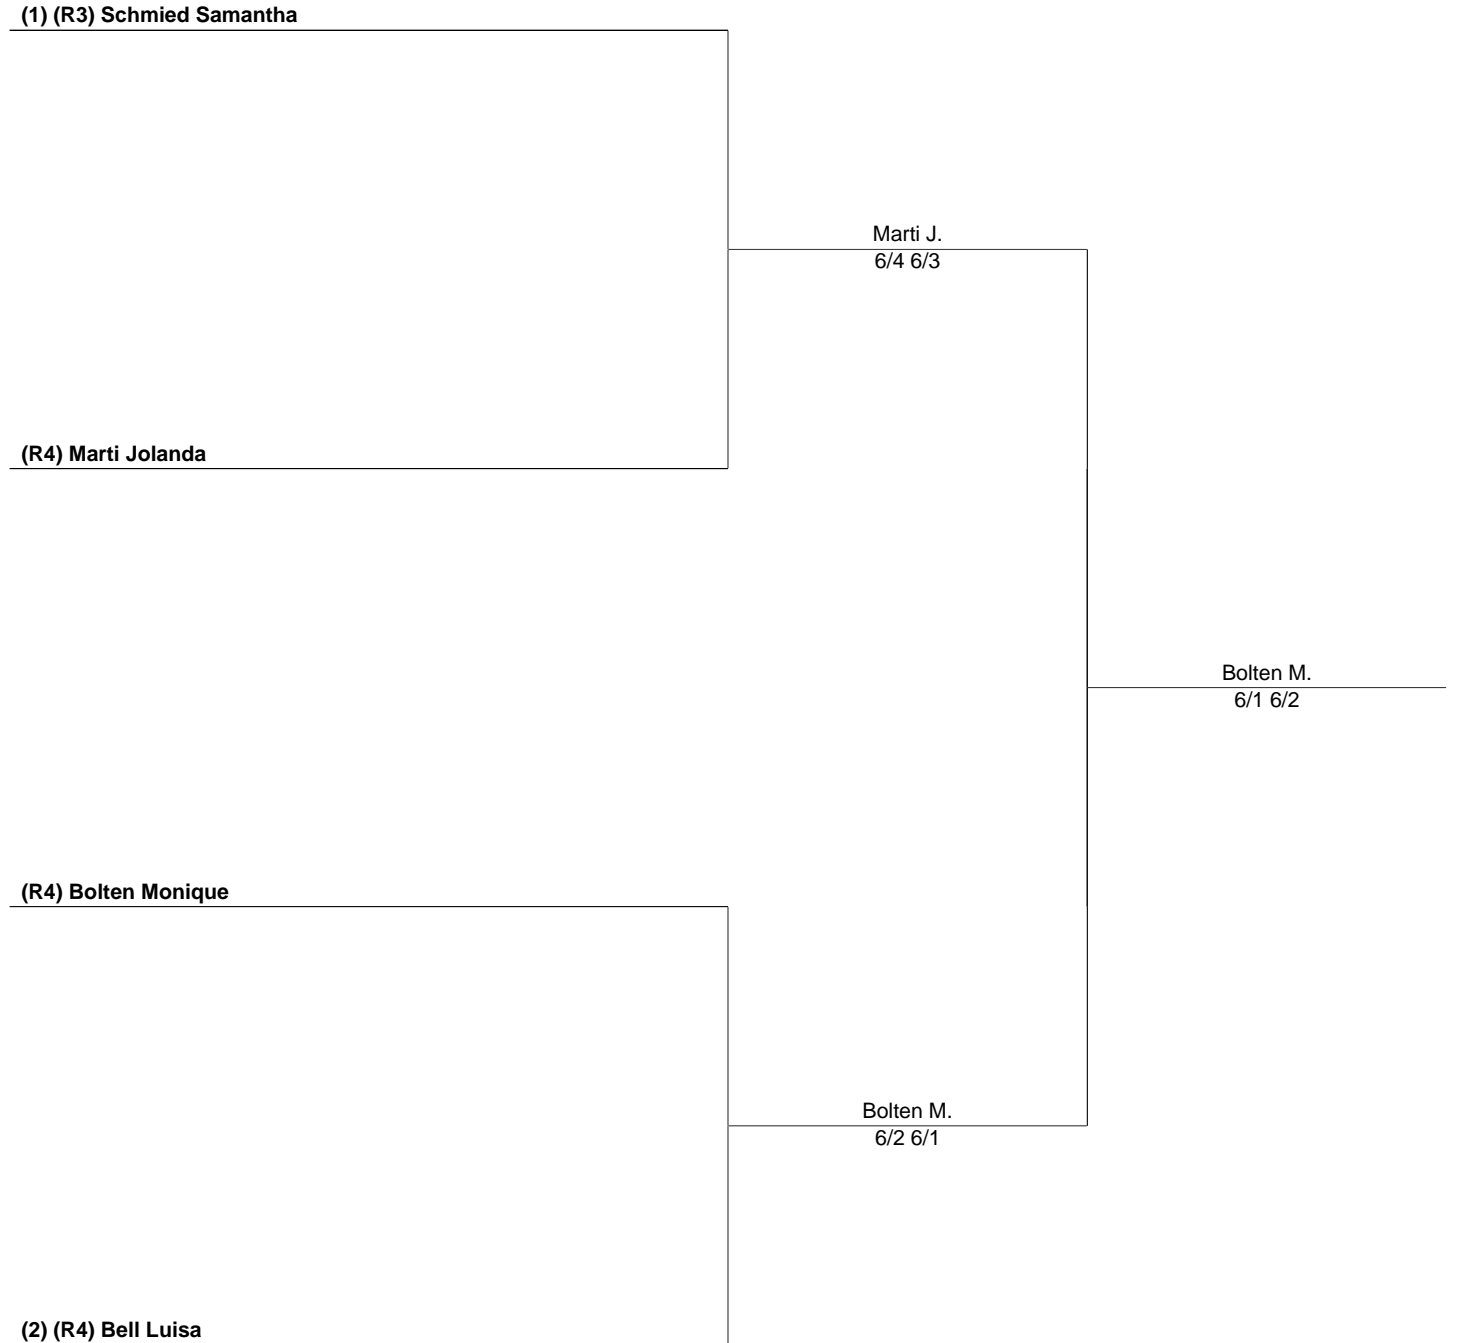 (1) (R3) Schmied Samantha
Marti J.
6/4 6/3
(R4) Marti Jolanda
Bolten M.
6/1 6/2
(R4) Bolten Monique
Bolten M.
6/2 6/1
(2) (R4) Bell Luisa